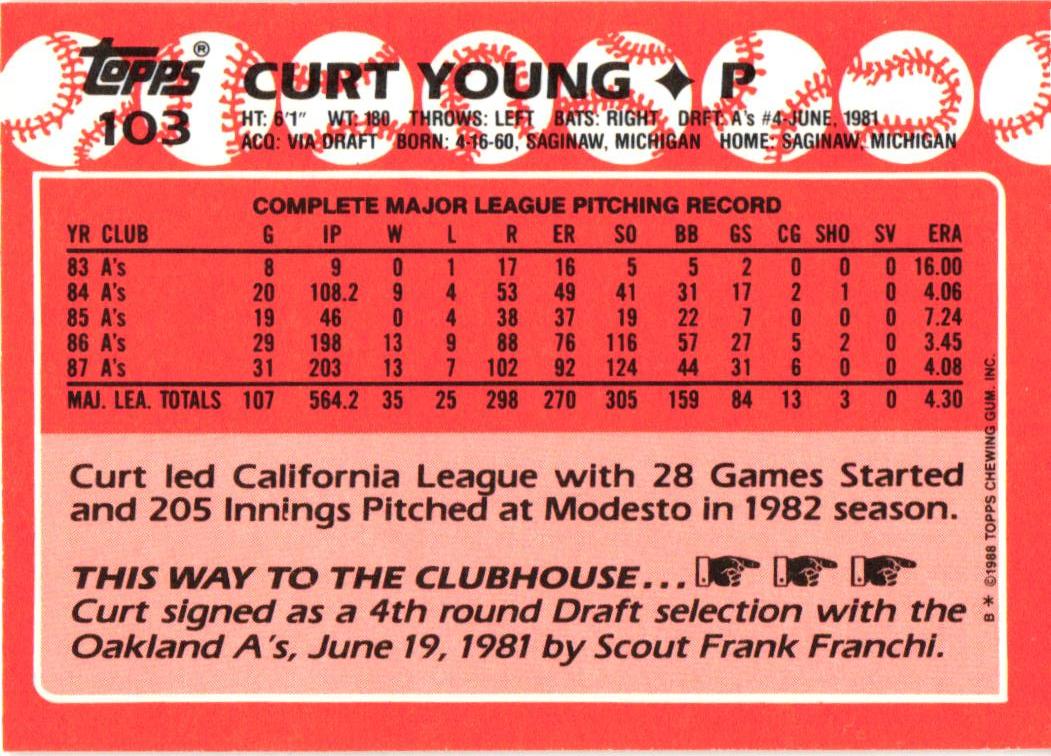 topps®
103
CURT YOUNG ♦ P
HT: 6'1" WT: 180 THROWS: LEFT BATS: RIGHT DRFT: A's #4-JUNE, 1981
ACQ: VIA DRAFT BORN: 4-16-60, SAGINAW, MICHIGAN HOME: SAGINAW, MICHIGAN
COMPLETE MAJOR LEAGUE PITCHING RECORD
YR CLUB G IP W L R ER SO BB GS CG SHO SV ERA
83 A's 8 9 0 1 17 16 5 5 2 0 0 0 16.00
84 A's 20 108.2 9 4 53 49 41 31 17 2 1 0 4.06
85 A's 19 46 0 4 38 37 19 22 7 0 0 0 7.24
86 A's 29 198 13 9 88 76 116 57 27 5 2 0 3.45
87 A's 31 203 13 7 102 92 124 44 31 6 0 0 4.08
MAJ. LEA. TOTALS 107 564.2 35 25 298 270 305 159 84 13 3 0 4.30
Curt led California League with 28 Games Started
and 205 Innings Pitched at Modesto in 1982 season.
THIS WAY TO THE CLUBHOUSE...
Curt signed as a 4th round Draft selection with the
Oakland A's, June 19, 1981 by Scout Frank Franchi.
B* ©1988 TOPPS CHEWING GUM, INC.